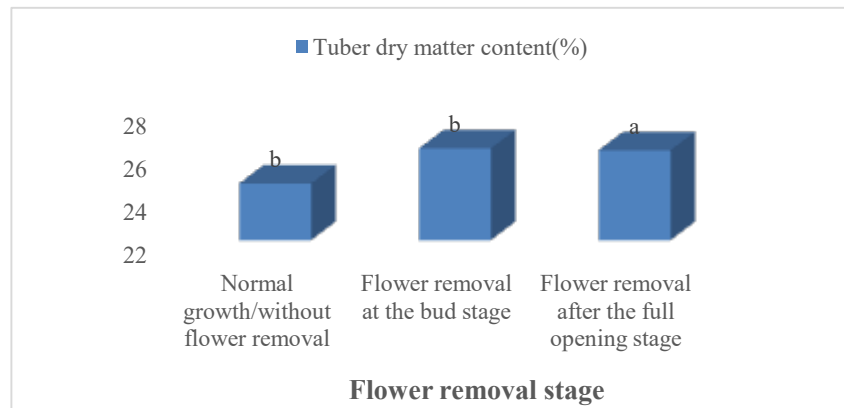 Tuber dry matter content(%)
28
26
24
22
b
b
a
Normal
growth/without
flower removal
Flower removal
at the bud stage
Flower removal
after the full
opening stage
Flower removal stage